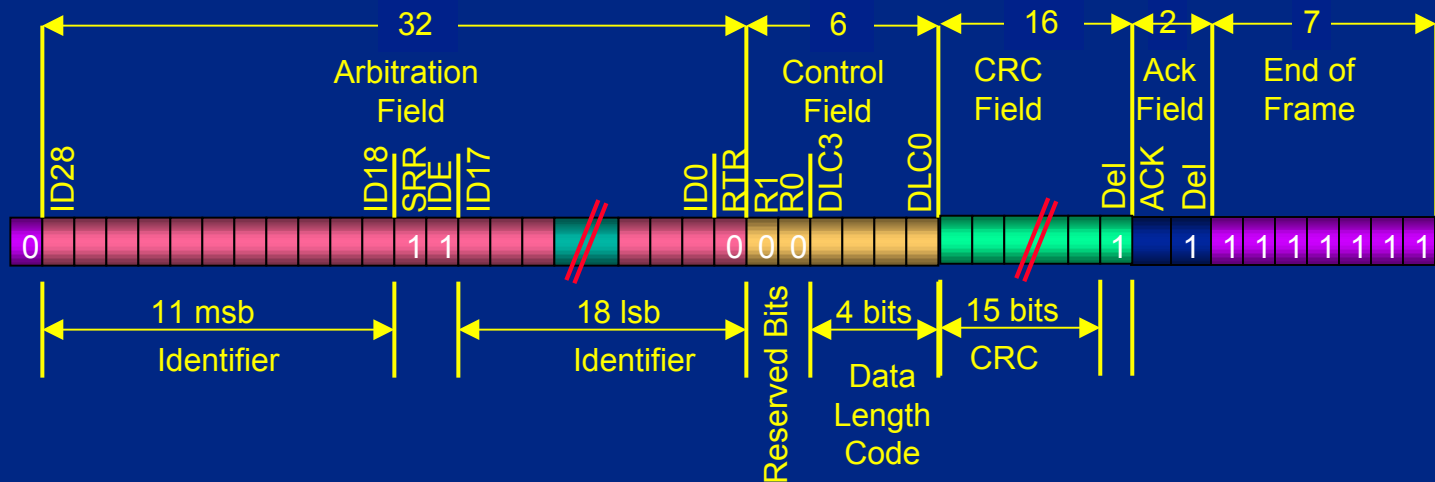 32
6
16
2
7
Arbitration
Field
Control
Field
CRC
Field
Ack
Field
End of
Frame
ID28
ID18
SRR
IDE
ID17
ID0
RTR
R1
R0
DLC3
DLC0
Del
ACK
Del
0 1 1 0 0 0 1 1 1 1 1 1 1 1 1
11 msb
Identifier
18 lsb
Identifier
Reserved Bits
4 bits
Data
Length
Code
15 bits
CRC